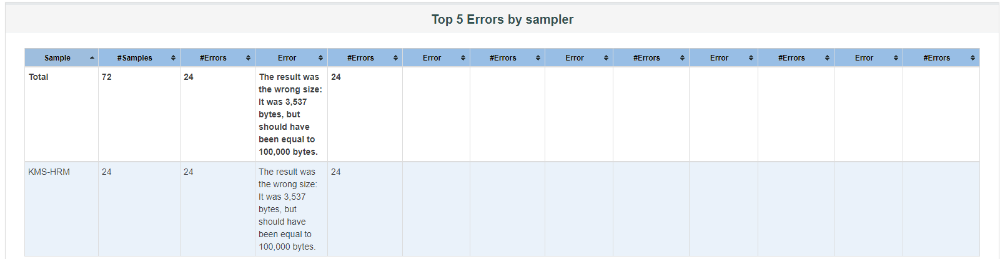 Top 5 Errors by sampler
Sample #Samples #Errors Error #Errors Error #Errors Error #Errors Error #Errors Error #Errors
Total 72 24 The result was 24
the wrong size:
It was 3,537
bytes, but
should have
been equal to
100,000 bytes.
KMS-HRM 24 24 The result was 24
the wrong size:
It was 3,537
bytes, but
should have
been equal to
100,000 bytes.